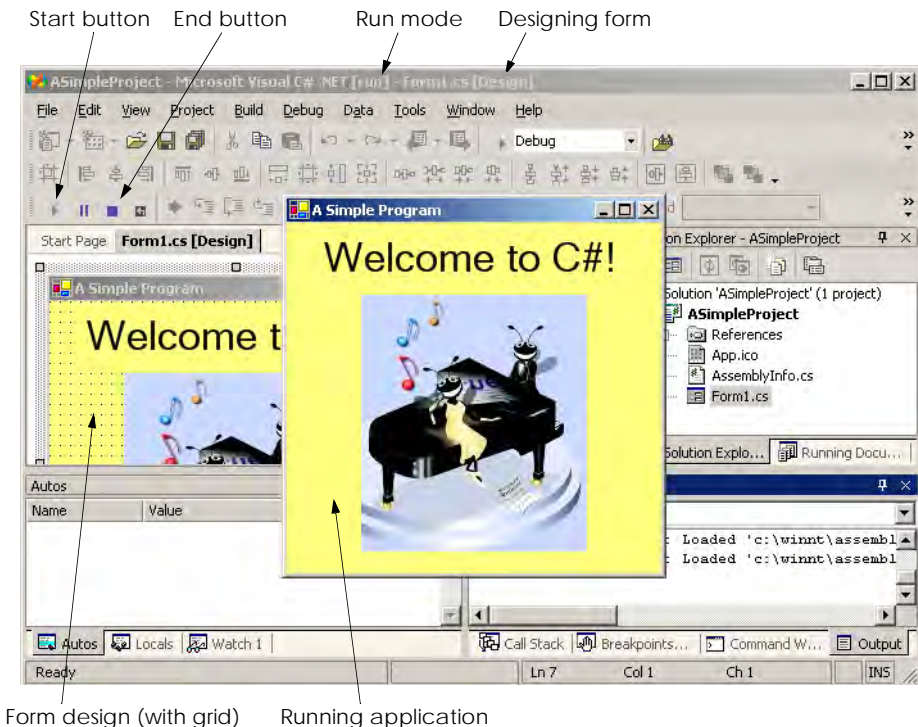 Start button End button Run mode Designing form
ASimpleProject - Microsoft Visual C# .NET [run] - Form1.cs [Design]
File Edit View Project Build Debug Data Tools Window Help
Debug
A Simple Program
Start Page Form1.cs [Design]
on Explorer - ASimpleProject
Welcome to C#!
A Simple Program
Welcome t
Solution 'ASimpleProject' (1 project)
ASimpleProject
References
App.ico
AssemblyInfo.cs
Form1.cs
Solution Explo... Running Docu...
Autos
Name Value
Loaded 'c:\winnt\assembl
Loaded 'c:\winnt\assembl
Autos Locals Watch 1 Call Stack Breakpoints... Command W... Output
Ready Ln 7 Col 1 Ch 1 INS
Form design (with grid) Running application